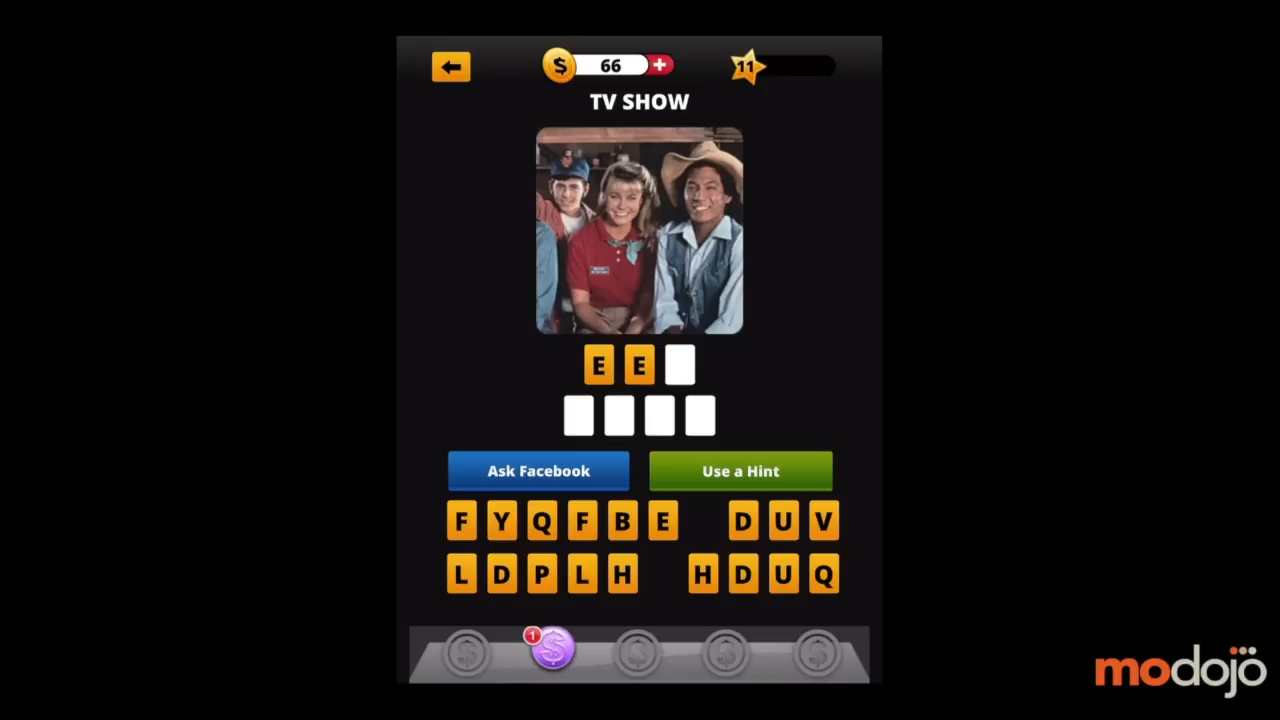 66 +
11
TV SHOW
E E
Ask Facebook
Use a Hint
F Y Q F B E D U V
L D P L H H D U Q
1
modojo